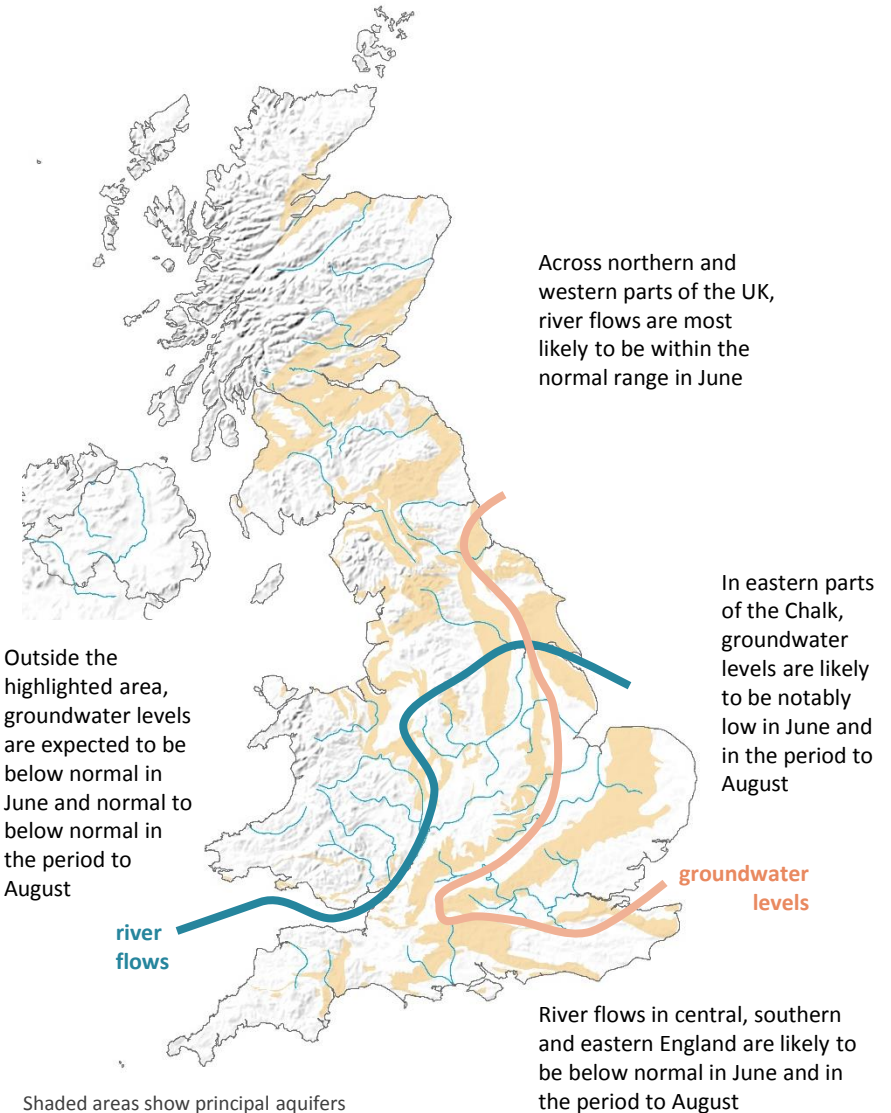 Across northern and
western parts of the UK,
river flows are most
likely to be within the
normal range in June
In eastern parts
of the Chalk,
groundwater
levels are likely
to be notably
low in June and
in the period to
August
Outside the
highlighted area,
groundwater levels
are expected to be
below normal in
June and normal to
below normal in
the period to
August
groundwater
levels
river
flows
River flows in central, southern
and eastern England are likely to
be below normal in June and in
the period to August
Shaded areas show principal aquifers